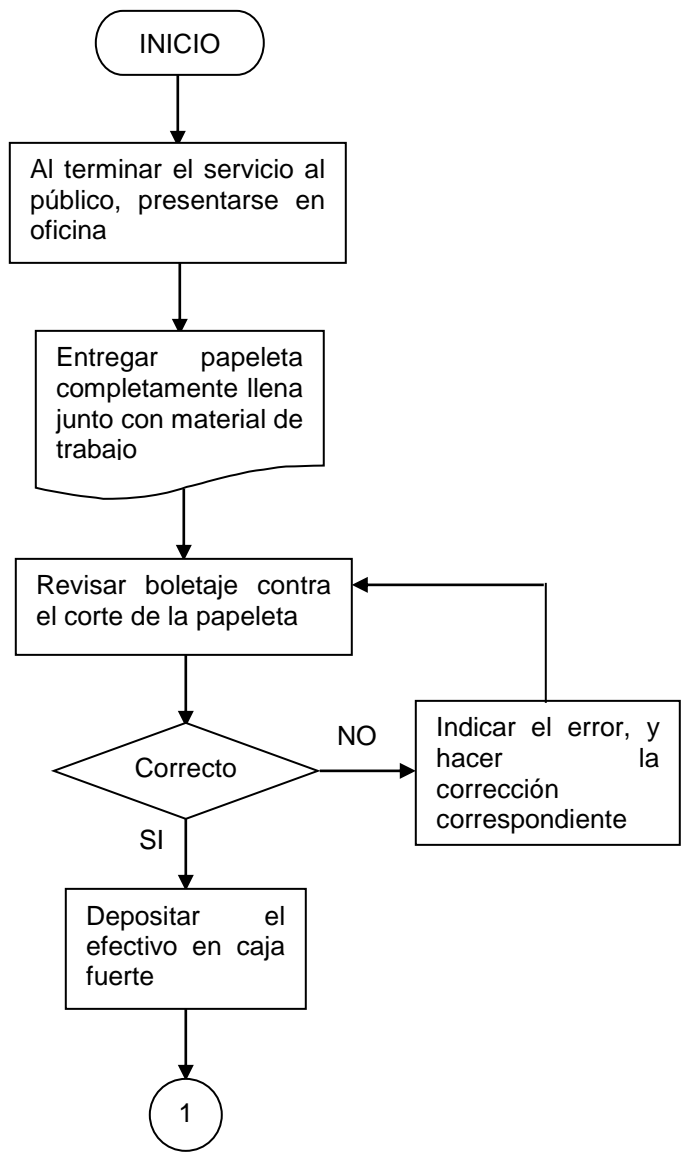 INICIO
Al terminar el servicio al
público, presentarse en
oficina
Entregar papeleta
completamente llena
junto con material de
trabajo
Revisar boletaje contra
el corte de la papeleta
Correcto
NO
Indicar el error, y
hacer la
corrección
correspondiente
SI
Depositar el
efectivo en caja
fuerte
1